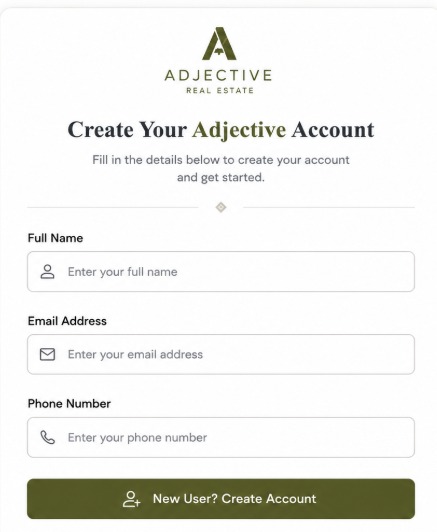 ADJECTIVE
REAL ESTATE
Create Your Adjective Account
Fill in the details below to create your account
and get started.
Full Name
Enter your full name
Email Address
Enter your email address
Phone Number
Enter your phone number
New User? Create Account